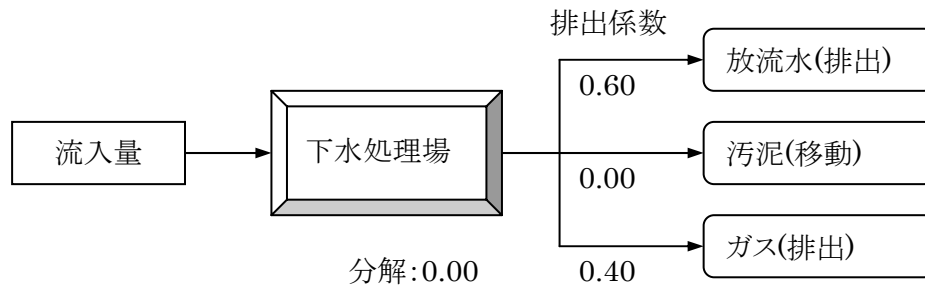 排出係数
放流水(排出)
0.60
流入量
下水処理場
汚泥(移動)
0.00
ガス(排出)
分解:0.00
0.40